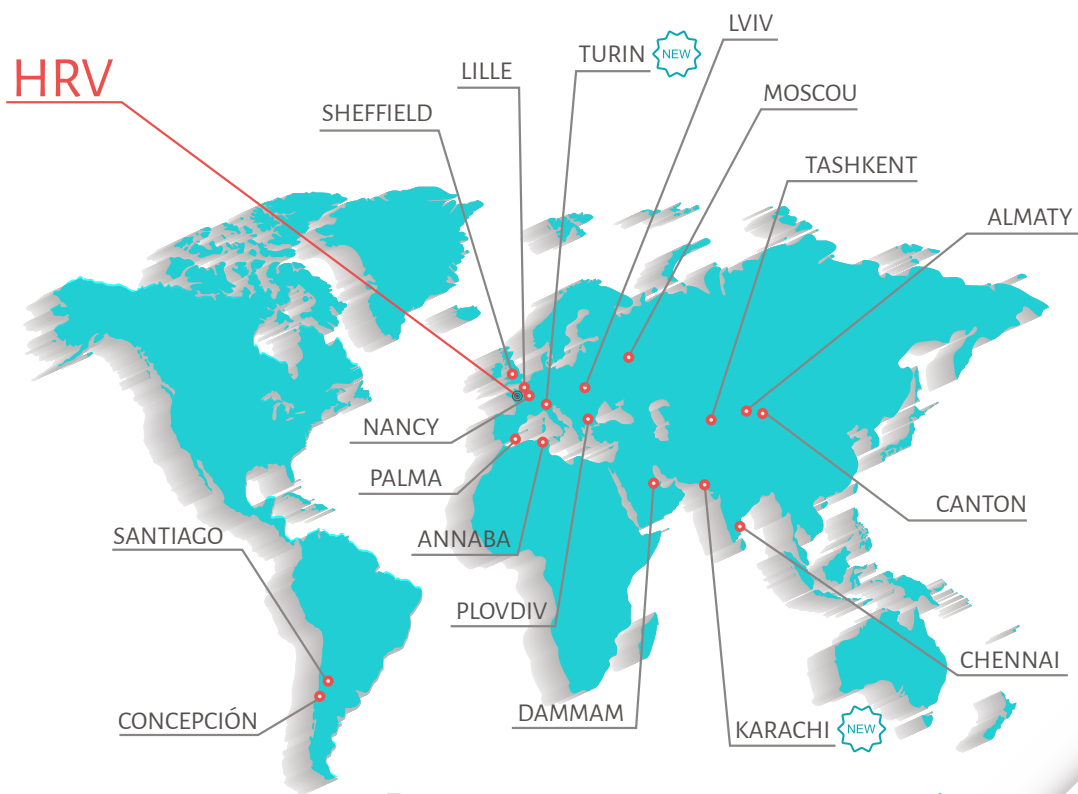 LVIV
TURIN NEW
LILLE
HRV
MOSCOU
SHEFFIELD
TASHKENT
ALMATY
NANCY
PALMA
CANTON
SANTIAGO
ANNABA
PLOVDIV
CHENNAI
DAMMAM
CONCEPCIÓN
KARACHI NEW